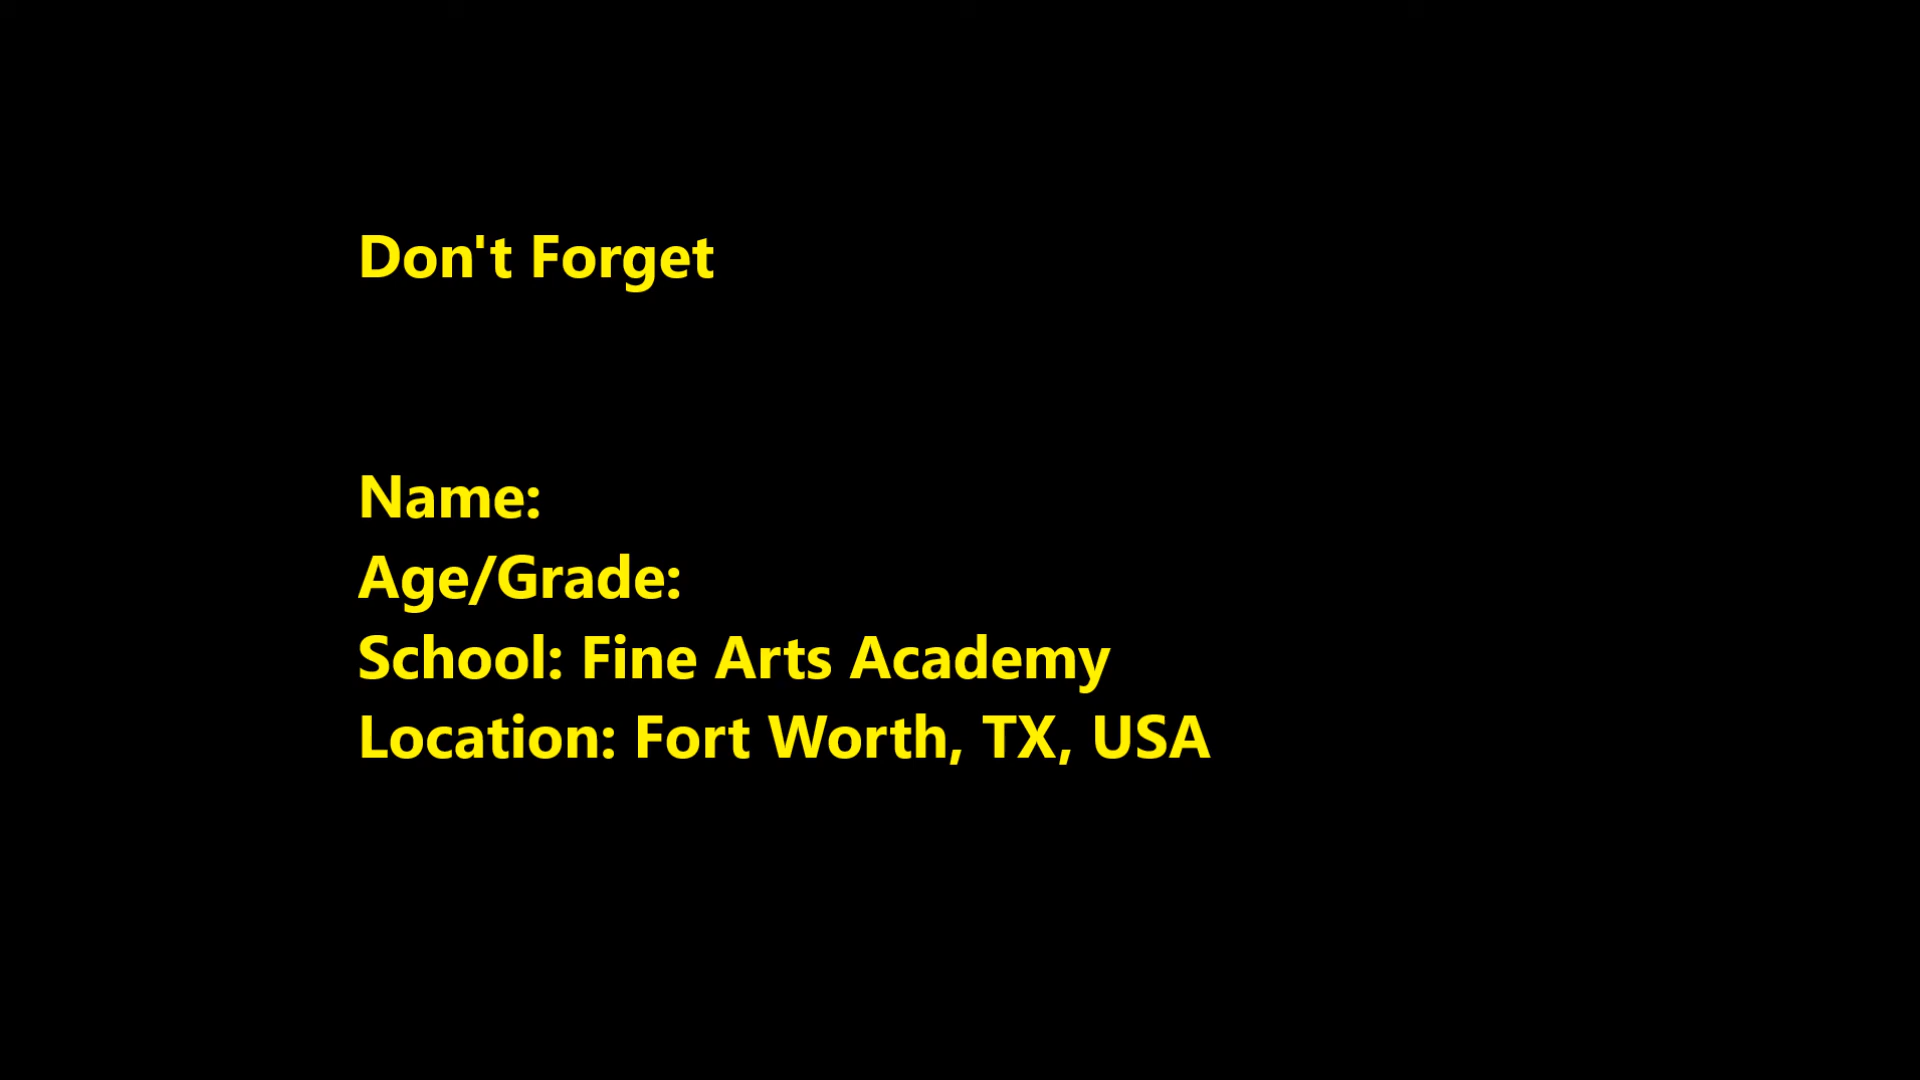 Don't Forget
Name:
Age/Grade:
School: Fine Arts Academy
Location: Fort Worth, TX, USA